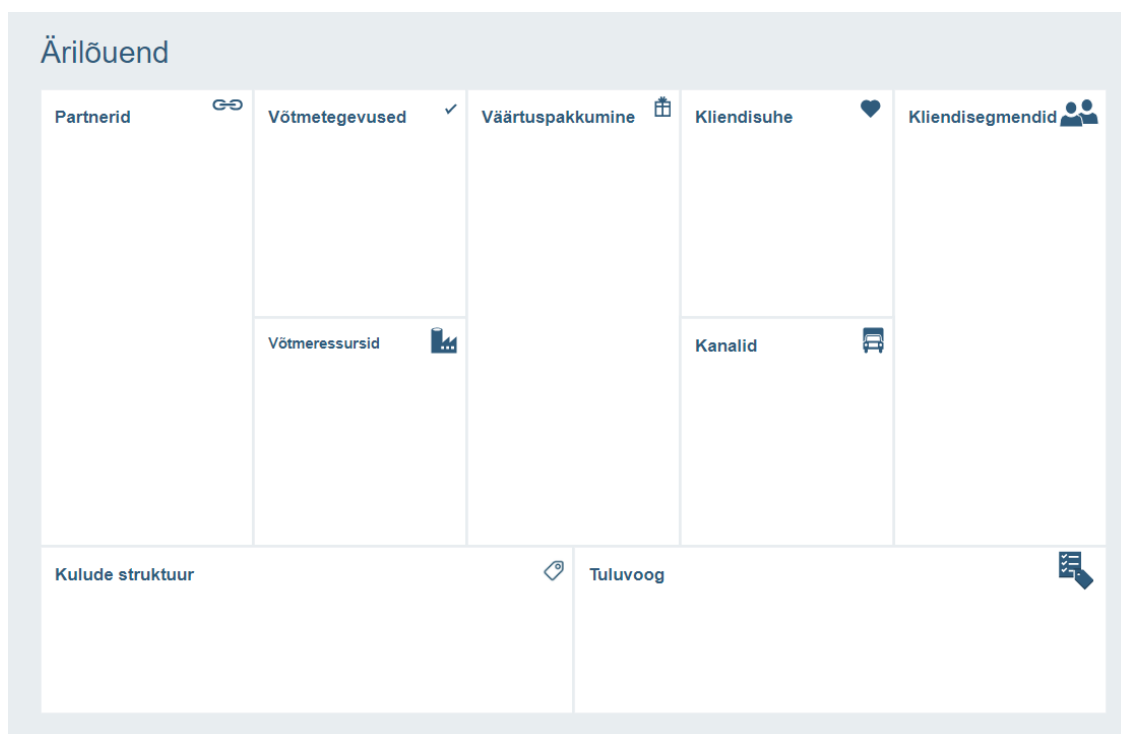 Ärilõuend
Partnerid
Võtmetegevused
Väärtuspakkumine
Kliendisuhe
Kliendisegmendid
Võtmeressursid
Kanalid
Kulude struktuur
Tuluvoog